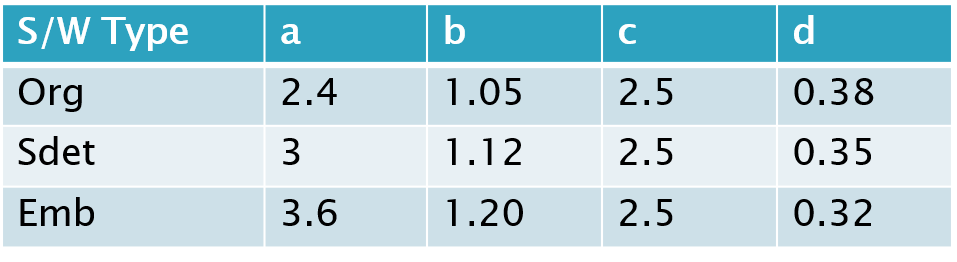 S/W Type a b c d
Org 2.4 1.05 2.5 0.38
Sdet 3 1.12 2.5 0.35
Emb 3.6 1.20 2.5 0.32